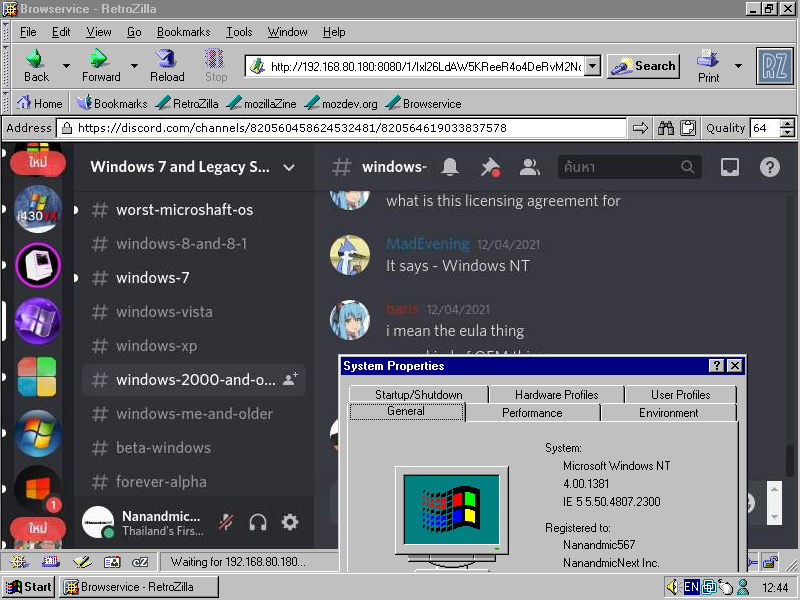 Browservice - RetroZilla
File Edit View Go Bookmarks Tools Window Help
Back Forward Reload Stop http://192.168.80.180:8080/1/lxl26LdAW5KReeR4o4DeRvM2N Search Print RZ
Home Bookmarks RetroZilla mozillaZine mozdev.org Browservice
Address https://discord.com/channels/820560458624532481/820564619033837578 Quality 64
ใหม่
Windows 7 and Legacy S...
windows-
ค้นหา
i430VX
worst-microshaft-os
windows-8-and-8-1
windows-7
windows-vista
windows-xp
windows-2000-and-o...
windows-me-and-older
beta-windows
forever-alpha
1
ใหม่
Nanandmic...
Thailand's Firs...
what is this licensing agreement for
MadEvening 12/04/2021
It says - Windows NT
baris 12/04/2021
i mean the eula thing
System Properties
Startup/Shutdown Hardware Profiles User Profiles
General Performance Environment
System:
Microsoft Windows NT
4.00.1381
IE 5 5.50.4807.2300
Registered to:
Nanandmic567
NanandmicNext Inc.
cZ Waiting for 192.168.80.180...
Start Browservice - RetroZilla EN 12:44